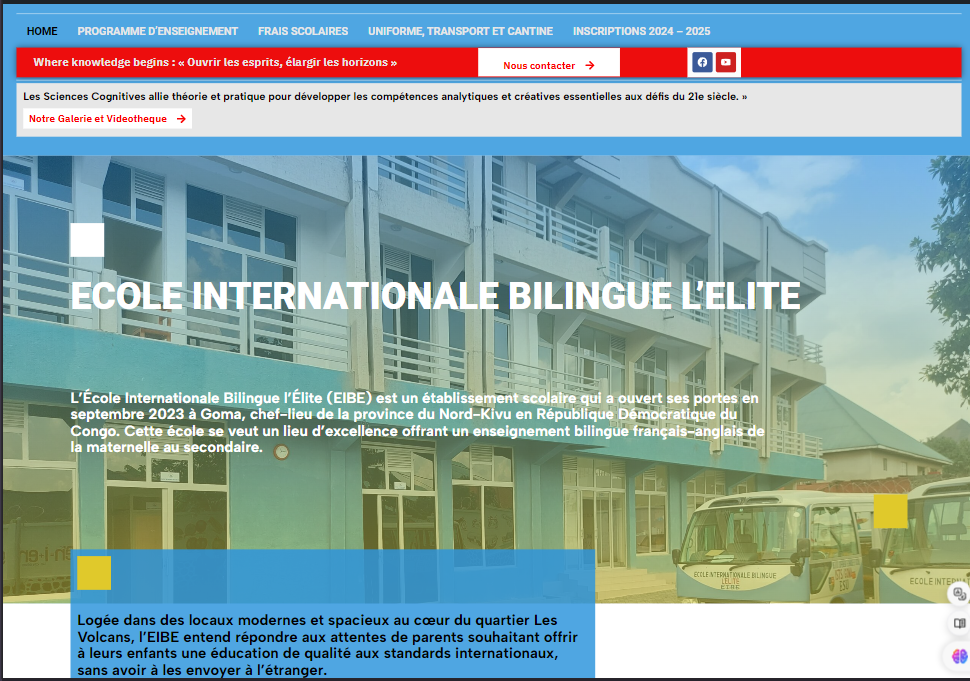 HOME PROGRAMME D'ENSEIGNEMENT FRAIS SCOLAIRES UNIFORME, TRANSPORT ET CANTINE INSCRIPTIONS 2024 – 2025
Where knowledge begins : « Ouvrir les esprits, élargir les horizons »
Nous contacter →
Les Sciences Cognitives allie théorie et pratique pour développer les compétences analytiques et créatives essentielles aux défis du 21e siècle. »
Notre Galerie et Videotheque →
ECOLE INTERNATIONALE BILINGUE L'ELITE
L'École Internationale Bilingue l'Élite (EIBE) est un établissement scolaire qui a ouvert ses portes en
septembre 2023 à Goma, chef-lieu de la province du Nord-Kivu en République Démocratique du
Congo. Cette école se veut un lieu d'excellence offrant un enseignement bilingue français-anglais de
la maternelle au secondaire.
ECOLE INTERNATIONALE BILINGUE
L'ELITE
EIBE
ECOLE INTERN
Logée dans des locaux modernes et spacieux au cœur du quartier Les
Volcans, l'EIBE entend répondre aux attentes de parents souhaitant offrir
à leurs enfants une éducation de qualité aux standards internationaux,
sans avoir à les envoyer à l'étranger.